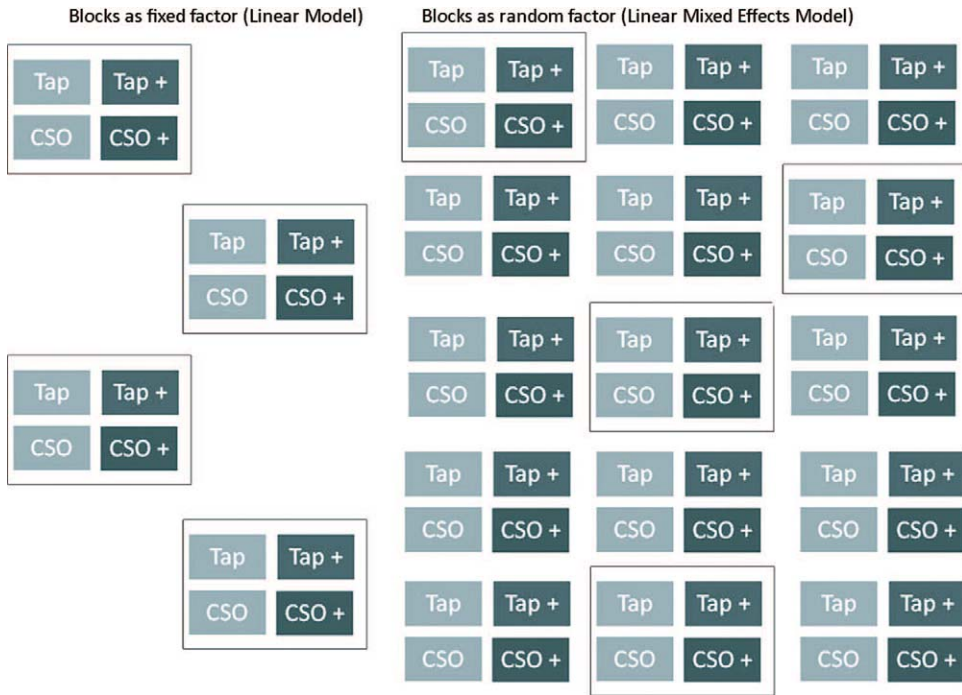 Blocks as fixed factor (Linear Model)
Blocks as random factor (Linear Mixed Effects Model)
Tap Tap +
CSO CSO +
Tap Tap +
CSO CSO +
Tap Tap +
CSO CSO +
Tap Tap +
CSO CSO +
Tap Tap + Tap Tap + Tap Tap +
CSO CSO + CSO CSO + CSO CSO +
Tap Tap + Tap Tap + Tap Tap +
CSO CSO + CSO CSO + CSO CSO +
Tap Tap + Tap Tap + Tap Tap +
CSO CSO + CSO CSO + CSO CSO +
Tap Tap + Tap Tap + Tap Tap +
CSO CSO + CSO CSO + CSO CSO +
Tap Tap + Tap Tap + Tap Tap +
CSO CSO + CSO CSO + CSO CSO +